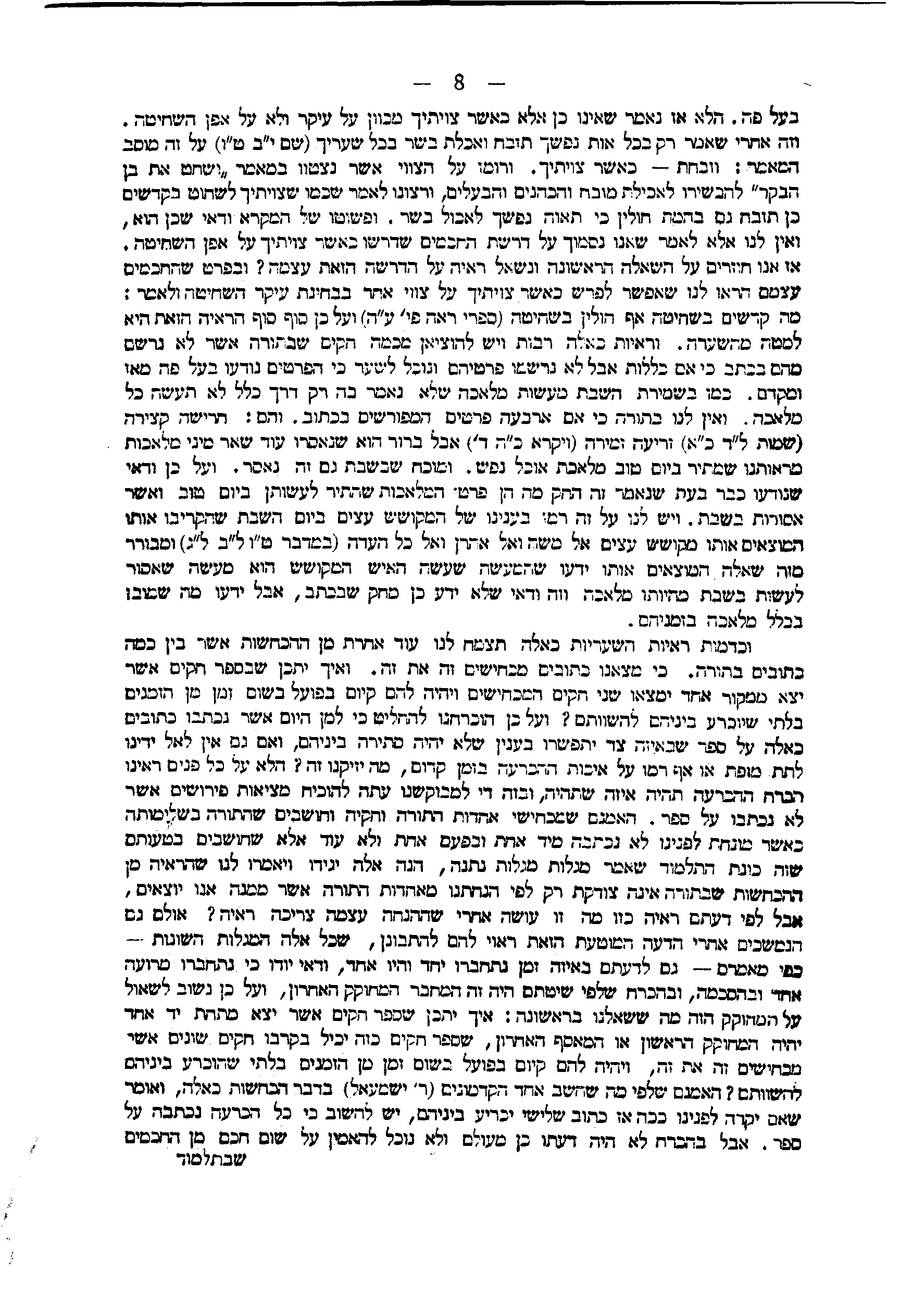 — 8 —
בעל פה. הלא אז נאמר שאינו כן אלא כאשר צויתיך מכוון על עיקר ולא על אפן השחיטה.
וזה אחרי שאמר רק בכל אות נפשך תזבח ואכלת בשר בכל שעריך (שם י"ב ט"ו) על זה מוסב
המאמר: וזבחת — כאשר צויתיך. ורומז על הצווי אשר נצטוו במאמר „ושחט את בן
הבקר" להכשירו לאכילת מזבח והכהנים והבעלים, ורצונו לאמר שכמו שצויתיך לשחוט בקדשים
כן תזבח גם בהמת חולין כי תאוה נפשך לאכול בשר. ופשוטו של המקרא ודאי שכן הוא,
ואין לנו אלא לאמר שאנו נסמוך על דרשת החכמים שדרשו כאשר צויתיך על אפן השחיטה.
אז אנו חוזרים על השאלה הראשונה ונשאל ראיה על הדרשה הזאת עצמה? ובפרט שהחכמים
עצמם הראו לנו שאפשר לפרש כאשר צויתיך על צווי אחר בבחינת עיקר השחיטה ולאמר:
מה קדשים בשחיטה אף חולין בשחיטה (ספרי ראה פי' ע"ה) ועל כן סוף סוף הראיה הזאת היא
למטה מהשערה. וראיות כאלה רבות ויש להוציאן מכמה חקים שבתורה אשר לא נרשם
מהם בכתב כי אם כללות אבל לא נרשמו פרטיהם ונוכל לשער כי הפרטים נודעו בעל פה מאז
ומקדם. כמו בשמירת השבת מעשות מלאכה שלא נאמר בה רק דרך כלל לא תעשה כל
מלאכה. ואין לנו בתורה כי אם ארבעה פרטים המפורשים בכתוב. והם: חרישה קצירה
(שמות ל"ד כ"א) זריעה זמירה (ויקרא כ"ה ד') אבל ברור הוא שנאסרו עוד שאר מיני מלאכות
מראותנו שמתיר ביום טוב מלאכת אוכל נפש. ומוכח שבשבת גם זה נאסר. ועל כן ודאי
שנודעו כבר בעת שנאמר זה החק מה הן פרטי המלאכות שהתיר לעשותן ביום טוב ואשר
אסורות בשבת. ויש לנו על זה רמז בענינו של המקושש עצים ביום השבת שהקריבו אותו
המוצאים אותו מקושש עצים אל משה ואל אהרן ואל כל העדה (במדבר ט"ו ל"ב ל"ג) ומבורר
מזה שאלה המוצאים אותו ידעו שהמעשה שעשה האיש המקושש הוא מעשה שאסור
לעשות בשבת מהיותו מלאכה וזה ודאי שלא ידע כן מחק שבכתב, אבל ידעו מה שמובן
בכלל מלאכה בזמניהם.
וכדמות ראיות השעריות כאלה תצמח לנו עוד אחרת מן ההכחשות אשר בין כמה
כתובים בתורה. כי מצאנו כתובים מכחישים זה את זה. ואיך יתכן שבספר חקים אשר
יצא ממקור אחד ימצאו שני חקים המכחישים ויהיה להם קיום בפועל בשום זמן מן הזמנים
בלתי שיוכרע ביניהם להשוותם? ועל כן הוכרחנו להחליט כי למן היום אשר נכתבו כתובים
כאלה על ספר שבאיזה צד יתפשרו בענין שלא יהיה סתירה ביניהם, ואם גם אין לאל ידינו
לתת מופת או אף רמז על איכות ההכרעה בזמן קדום, מה יזיקנו זה? הלא על כל פנים ראינו
הכרח ההכרעה תהיה איזה שתהיה, ובזה די למבוקשנו עתה להוכיח מציאות פירושים אשר
לא נכתבו על ספר. האמנם שמכחישי אחדות התורה וחקיה וחושבים שהתורה בשלימותה
כאשר מונחת לפנינו לא נכתבה מיד אחת ובפעם אחת ולא עוד אלא שחושבים בטעותם
שזה כונת התלמוד שאמר מגלות מגלות נתנה, הנה אלה יגידו ויאמרו לנו שהראיה מן
ההכחשות שבתורה אינה צודקת רק לפי הנחתנו מאחדות התורה אשר ממנה אנו יוצאים,
אבל לפי דעתם ראיה כזו מה זו עושה אחרי שההנחה עצמה צריכה ראיה? אולם גם
הנמשכים אחרי הדעה המוטעת הזאת ראוי להם להתבונן, שכל אלה המגלות השונות —
כפי מאמרם — גם לדעתם באיזה זמן נתחברו יחד והיו אחד, ודאי יודו כי נתחברו מרועה
אחד ובהסכמה, ובהכרח שלפי שיטתם היה זה המחבר המחוקק האחרון, ועל כן נשוב לשאול
על המחוקק הזה מה ששאלנו בראשונה: איך יתכן שספר חקים אשר יצא מתחת יד אחד
יהיה המחוקק הראשון או המאסף האחרון, שספר חקים כזה יכיל בקרבו חקים שונים אשר
מכחישים זה את זה, ויהיה להם קיום בפועל בשום זמן מן הזמנים בלתי שהוכרע ביניהם
להשוותם? האמנם שלפי מה שחשב אחד הקדמונים (ר' ישמעאל) בדבר הכחשות כאלה, ואומר
שאם יקרה לפנינו ככה אז כתוב שלישי יכריע ביניהם, יש לחשוב כי כל הכרעה נכתבה על
ספר. אבל בהכרח לא היה דעתו כן מעולם ולא נוכל להאמין על שום חכם מן החכמים
שבתלמוד